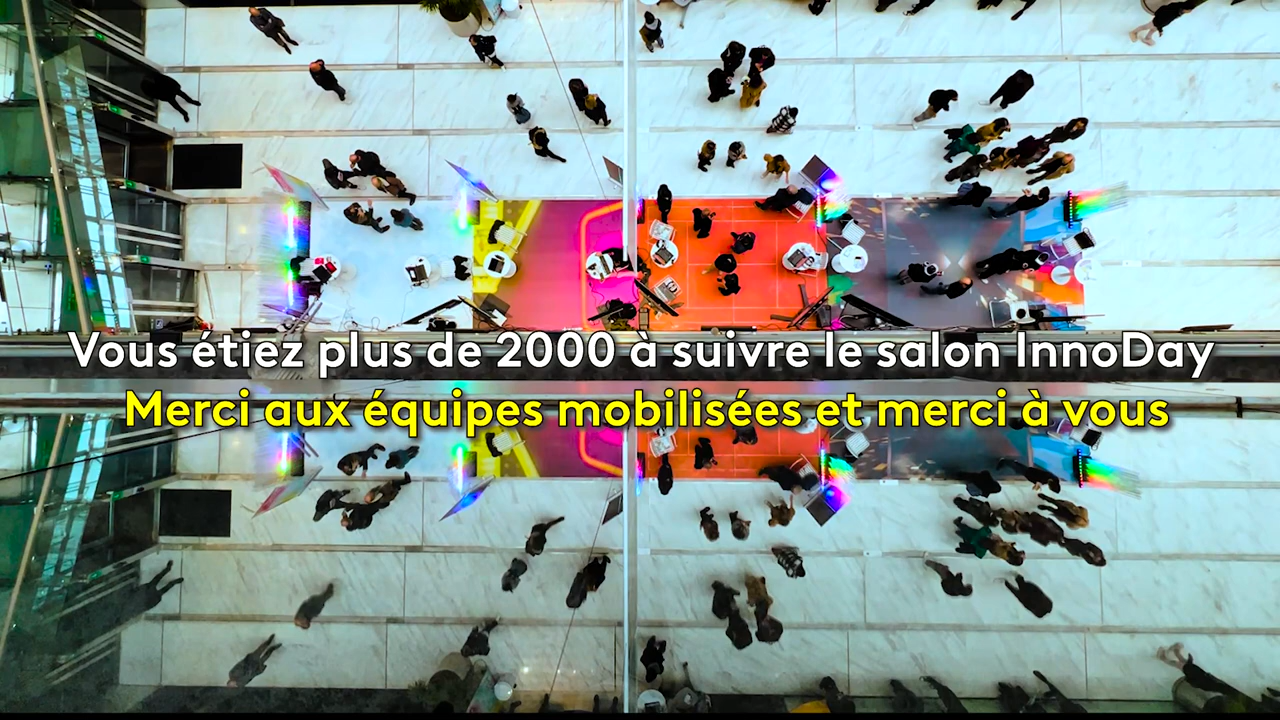 Vous étiez plus de 2000 à suivre le salon InnoDay
Merci aux équipes mobilisées et merci à vous